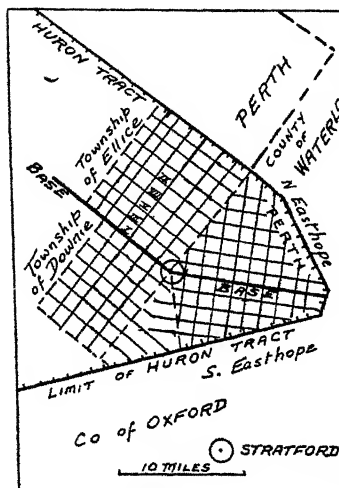 HURON TRACT
PERTH
COUNTY
OF
WATERLO
Township
of Ellice
BASE
Township
of Downie
N Easthope
PERTH
BASE
LIMIT OF HURON TRACT
S. Easthope
Co of OXFORD
STRATFORD
10 MILES